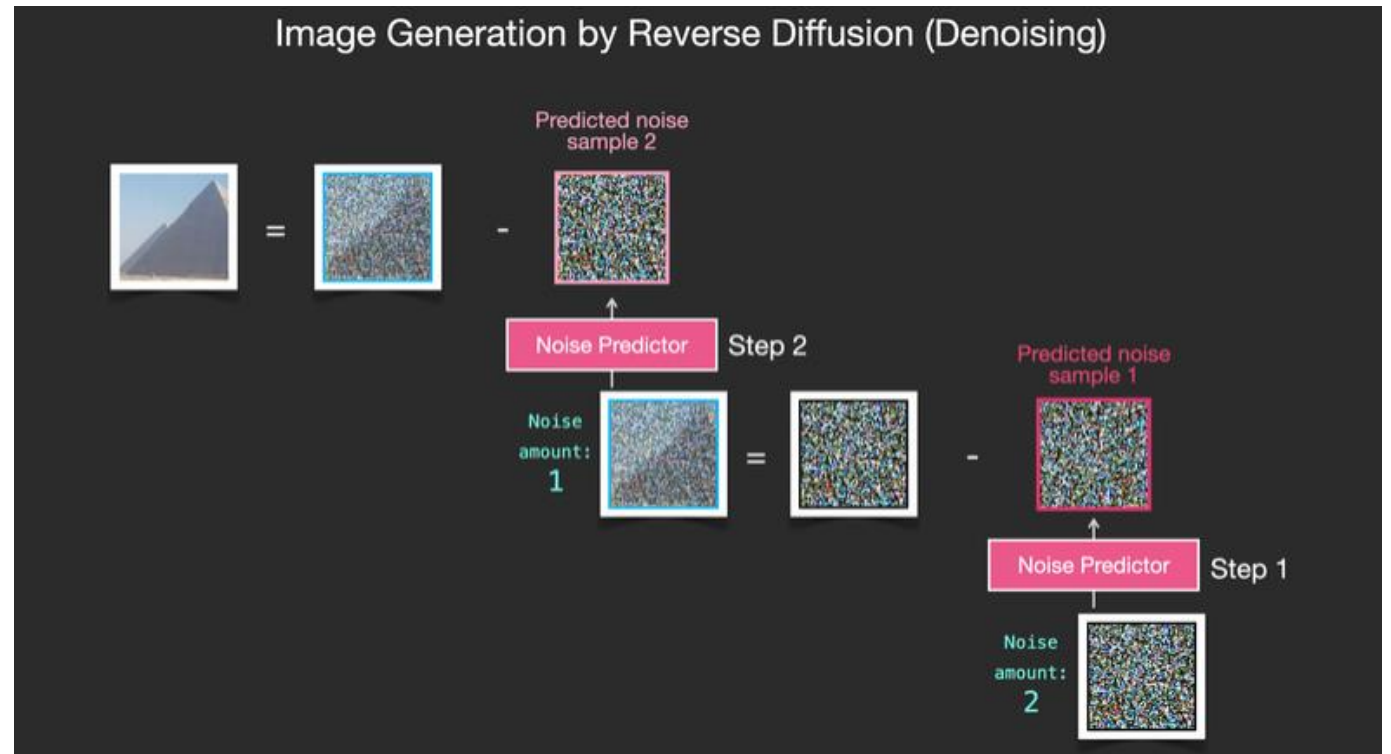 Image Generation by Reverse Diffusion (Denoising)
Predicted noise
sample 2
=
-
Noise Predictor
Step 2
Predicted noise
sample 1
Noise
amount:
1
=
-
Noise Predictor
Step 1
Noise
amount:
2